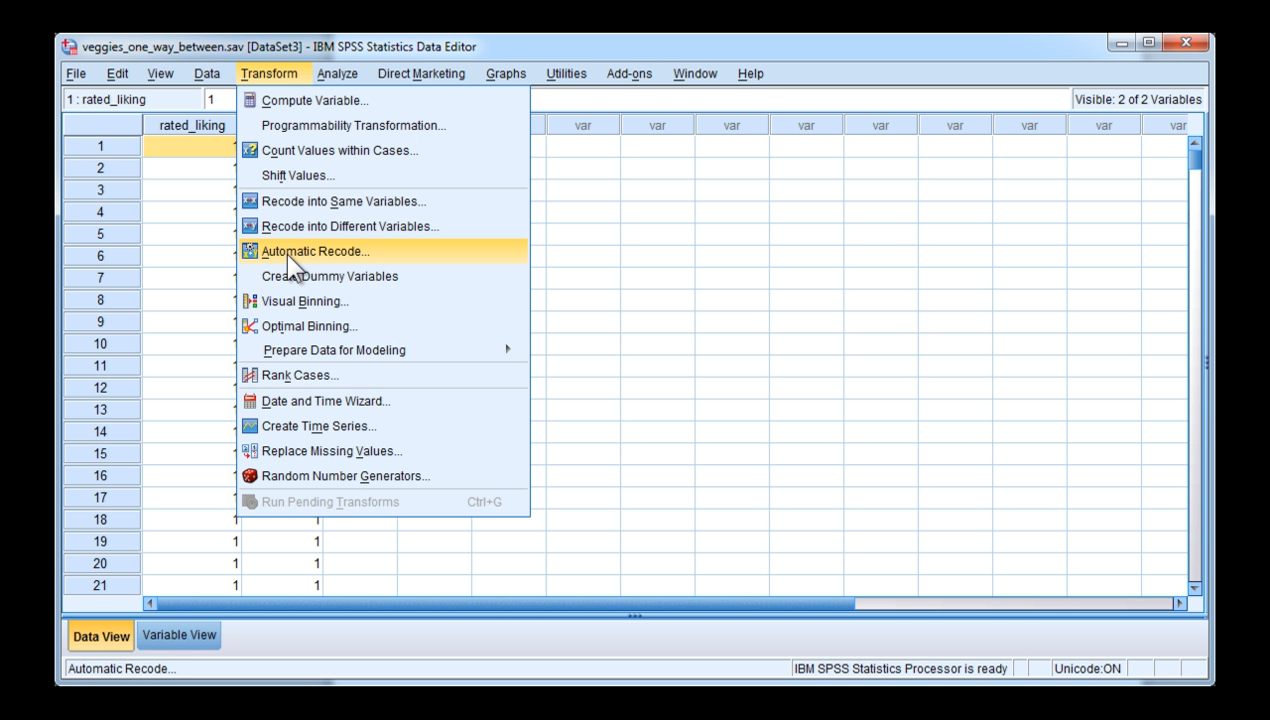 veggies_one_way_between.sav [DataSet3] - IBM SPSS Statistics Data Editor
File Edit View Data Transform Analyze Direct Marketing Graphs Utilities Add-ons Window Help
1 : rated_liking 1 Visible: 2 of 2 Variables
rated_liking var var var var var var var var var
Compute Variable...
Programmability Transformation...
Count Values within Cases...
Shift Values...
Recode into Same Variables...
Recode into Different Variables...
Automatic Recode...
Create Dummy Variables
Visual Binning...
Optimal Binning...
Prepare Data for Modeling
Rank Cases...
Date and Time Wizard...
Create Time Series...
Replace Missing Values...
Random Number Generators...
Run Pending Transforms Ctrl+G
1
2
3
4
5
6
7
8
9
10
11
12
13
14
15
16
17
18 1 1
19 1 1
20 1 1
21 1 1
Data View Variable View
Automatic Recode... IBM SPSS Statistics Processor is ready Unicode:ON